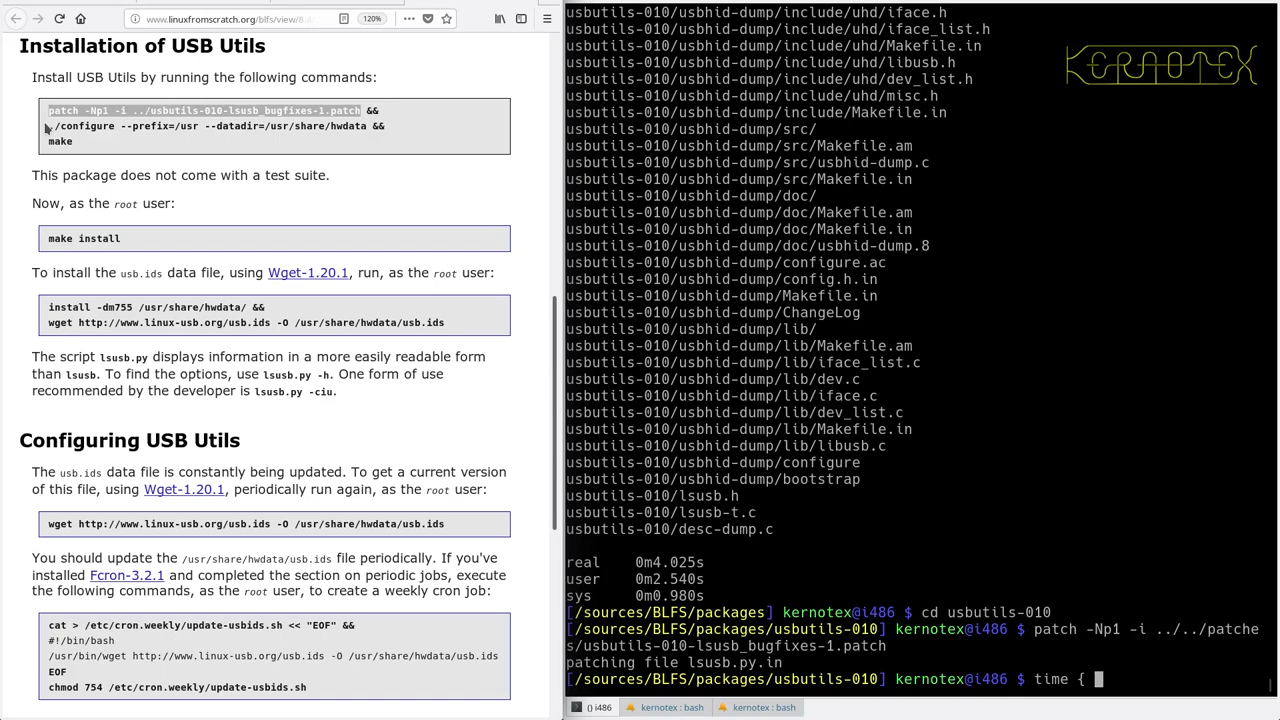 www.linuxfromscratch.org/blfs/view/8.4
120%
Installation of USB Utils
Install USB Utils by running the following commands:
patch -Np1 -i ../usbutils-010-lsusb_bugfixes-1.patch &&
./configure --prefix=/usr --datadir=/usr/share/hwdata &&
make
This package does not come with a test suite.
Now, as the root user:
make install
To install the usb.ids data file, using Wget-1.20.1, run, as the root user:
install -dm755 /usr/share/hwdata/ &&
wget http://www.linux-usb.org/usb.ids -O /usr/share/hwdata/usb.ids
The script lsusb.py displays information in a more easily readable form
than lsusb. To find the options, use lsusb.py -h. One form of use
recommended by the developer is lsusb.py -ciu.
Configuring USB Utils
The usb.ids data file is constantly being updated. To get a current version
of this file, using Wget-1.20.1, periodically run again, as the root user:
wget http://www.linux-usb.org/usb.ids -O /usr/share/hwdata/usb.ids
You should update the /usr/share/hwdata/usb.ids file periodically. If you've
installed Fcron-3.2.1 and completed the section on periodic jobs, execute
the following commands, as the root user, to create a weekly cron job:
cat > /etc/cron.weekly/update-usbids.sh << "EOF" &&
#!/bin/bash
/usr/bin/wget http://www.linux-usb.org/usb.ids -O /usr/share/hwdata/usb.ids
EOF
chmod 754 /etc/cron.weekly/update-usbids.sh
usbutils-010/usbhid-dump/include/uhd/iface.h
usbutils-010/usbhid-dump/include/uhd/iface_list.h
usbutils-010/usbhid-dump/include/uhd/Makefile.in
usbutils-010/usbhid-dump/include/uhd/libusb.h
usbutils-010/usbhid-dump/include/uhd/dev_list.h
usbutils-010/usbhid-dump/include/uhd/misc.h
usbutils-010/usbhid-dump/include/Makefile.in
usbutils-010/usbhid-dump/src/
usbutils-010/usbhid-dump/src/Makefile.am
usbutils-010/usbhid-dump/src/usbhid-dump.c
usbutils-010/usbhid-dump/src/Makefile.in
usbutils-010/usbhid-dump/doc/
usbutils-010/usbhid-dump/doc/Makefile.am
usbutils-010/usbhid-dump/doc/Makefile.in
usbutils-010/usbhid-dump/doc/usbhid-dump.8
usbutils-010/usbhid-dump/configure.ac
usbutils-010/usbhid-dump/config.h.in
usbutils-010/usbhid-dump/Makefile.in
usbutils-010/usbhid-dump/ChangeLog
usbutils-010/usbhid-dump/lib/
usbutils-010/usbhid-dump/lib/Makefile.am
usbutils-010/usbhid-dump/lib/iface_list.c
usbutils-010/usbhid-dump/lib/dev.c
usbutils-010/usbhid-dump/lib/iface.c
usbutils-010/usbhid-dump/lib/dev_list.c
usbutils-010/usbhid-dump/lib/Makefile.in
usbutils-010/usbhid-dump/lib/libusb.c
usbutils-010/usbhid-dump/configure
usbutils-010/usbhid-dump/bootstrap
usbutils-010/lsusb.h
usbutils-010/lsusb-t.c
usbutils-010/desc-dump.c
real 0m4.025s
user 0m2.540s
sys 0m0.980s
[/sources/BLFS/packages] kernotex@i486 $ cd usbutils-010
[/sources/BLFS/packages/usbutils-010] kernotex@i486 $ patch -Np1 -i ../../patche
s/usbutils-010-lsusb_bugfixes-1.patch
patching file lsusb.py.in
[/sources/BLFS/packages/usbutils-010] kernotex@i486 $ time {
KERNOTEX
() i486
kernotex : bash
kernotex : bash